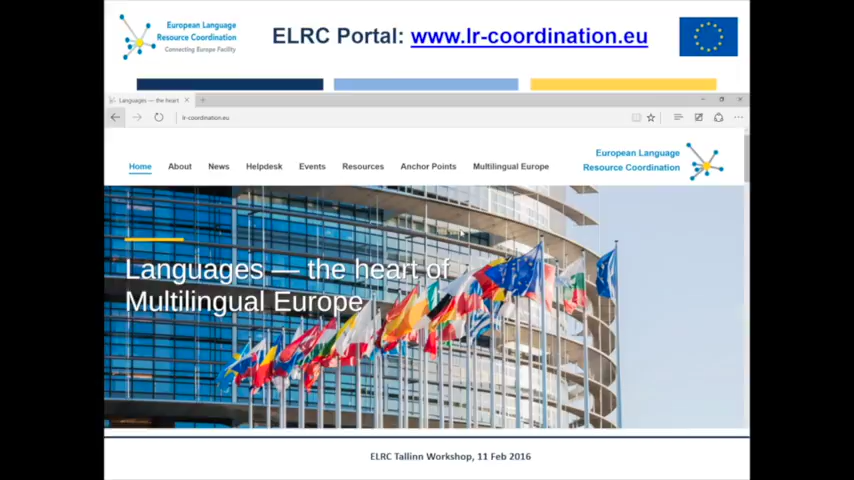 European Language
Resource Coordination
Connecting Europe Facility
ELRC Portal: www.lr-coordination.eu
Languages — the heart
lr-coordination.eu
Home About News Helpdesk Events Resources Anchor Points Multilingual Europe
European Language
Resource Coordination
Languages — the heart of
Multilingual Europe
ELRC Tallinn Workshop, 11 Feb 2016